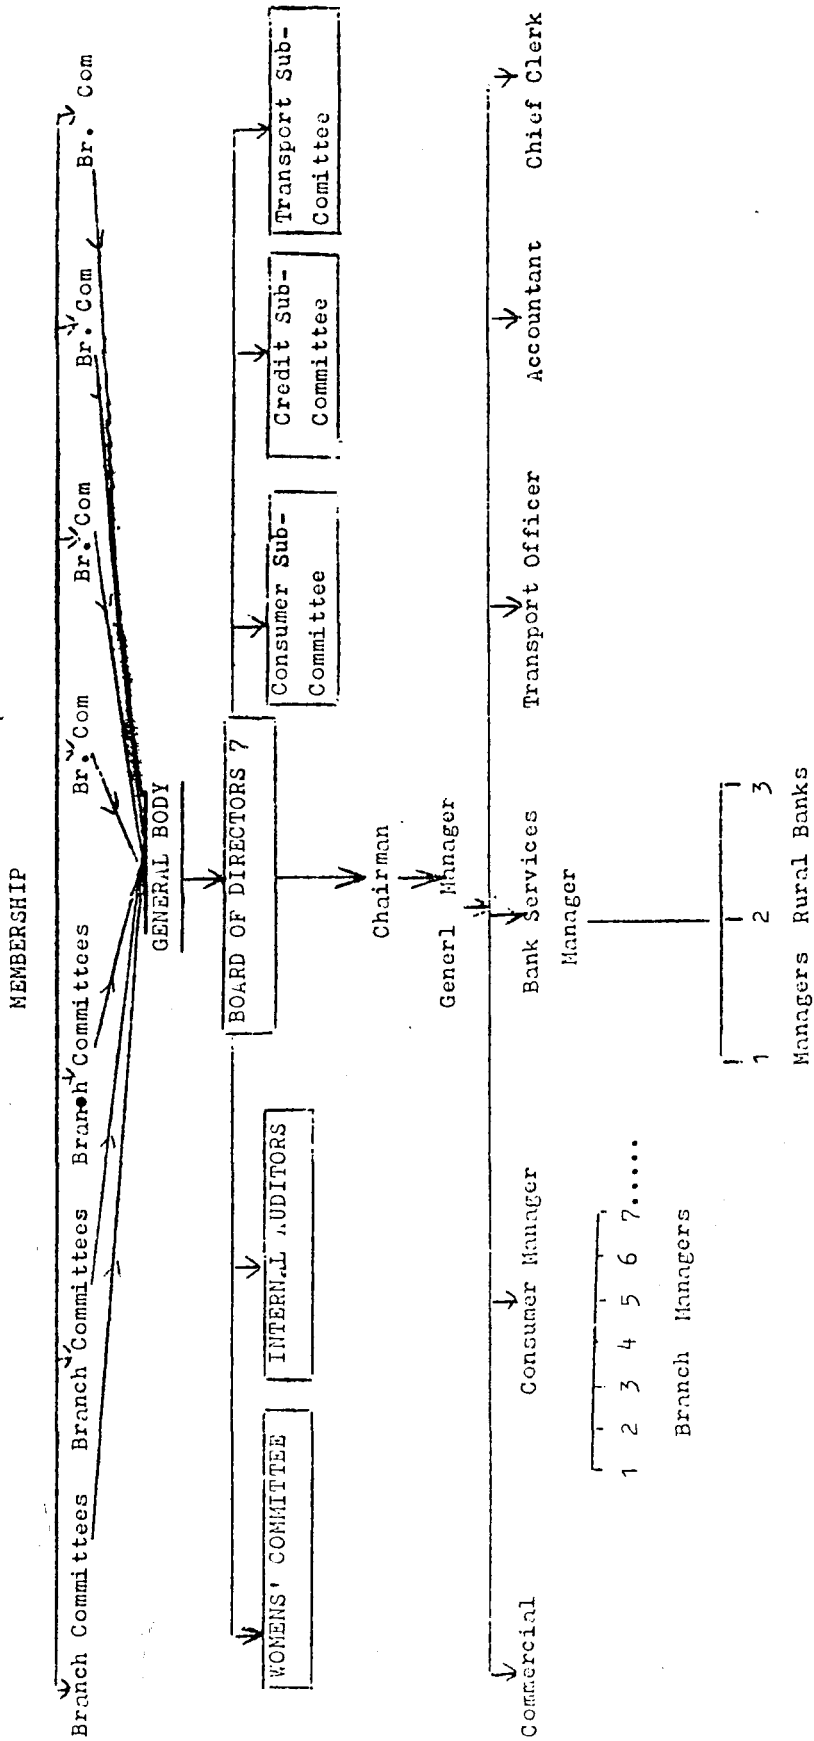 MEMBERSHIP
Branch Committees Branch Committees Branch Committees Br. Com Br. Com Br. Com Br. Com
GENERAL BODY
BOARD OF DIRECTORS 7
WOMENS' COMMITTEE
INTERNAL AUDITORS
Consumer Sub-
Committee
Credit Sub-
Committee
Transport Sub-
Comittee
Chairman
Generl Manager
Commercial
Consumer Manager
Bank Services
Manager
Transport Officer
Accountant
Chief Clerk
1 2 3 4 5 6 7.....
Branch Managers
1 2 3
Managers Rural Banks